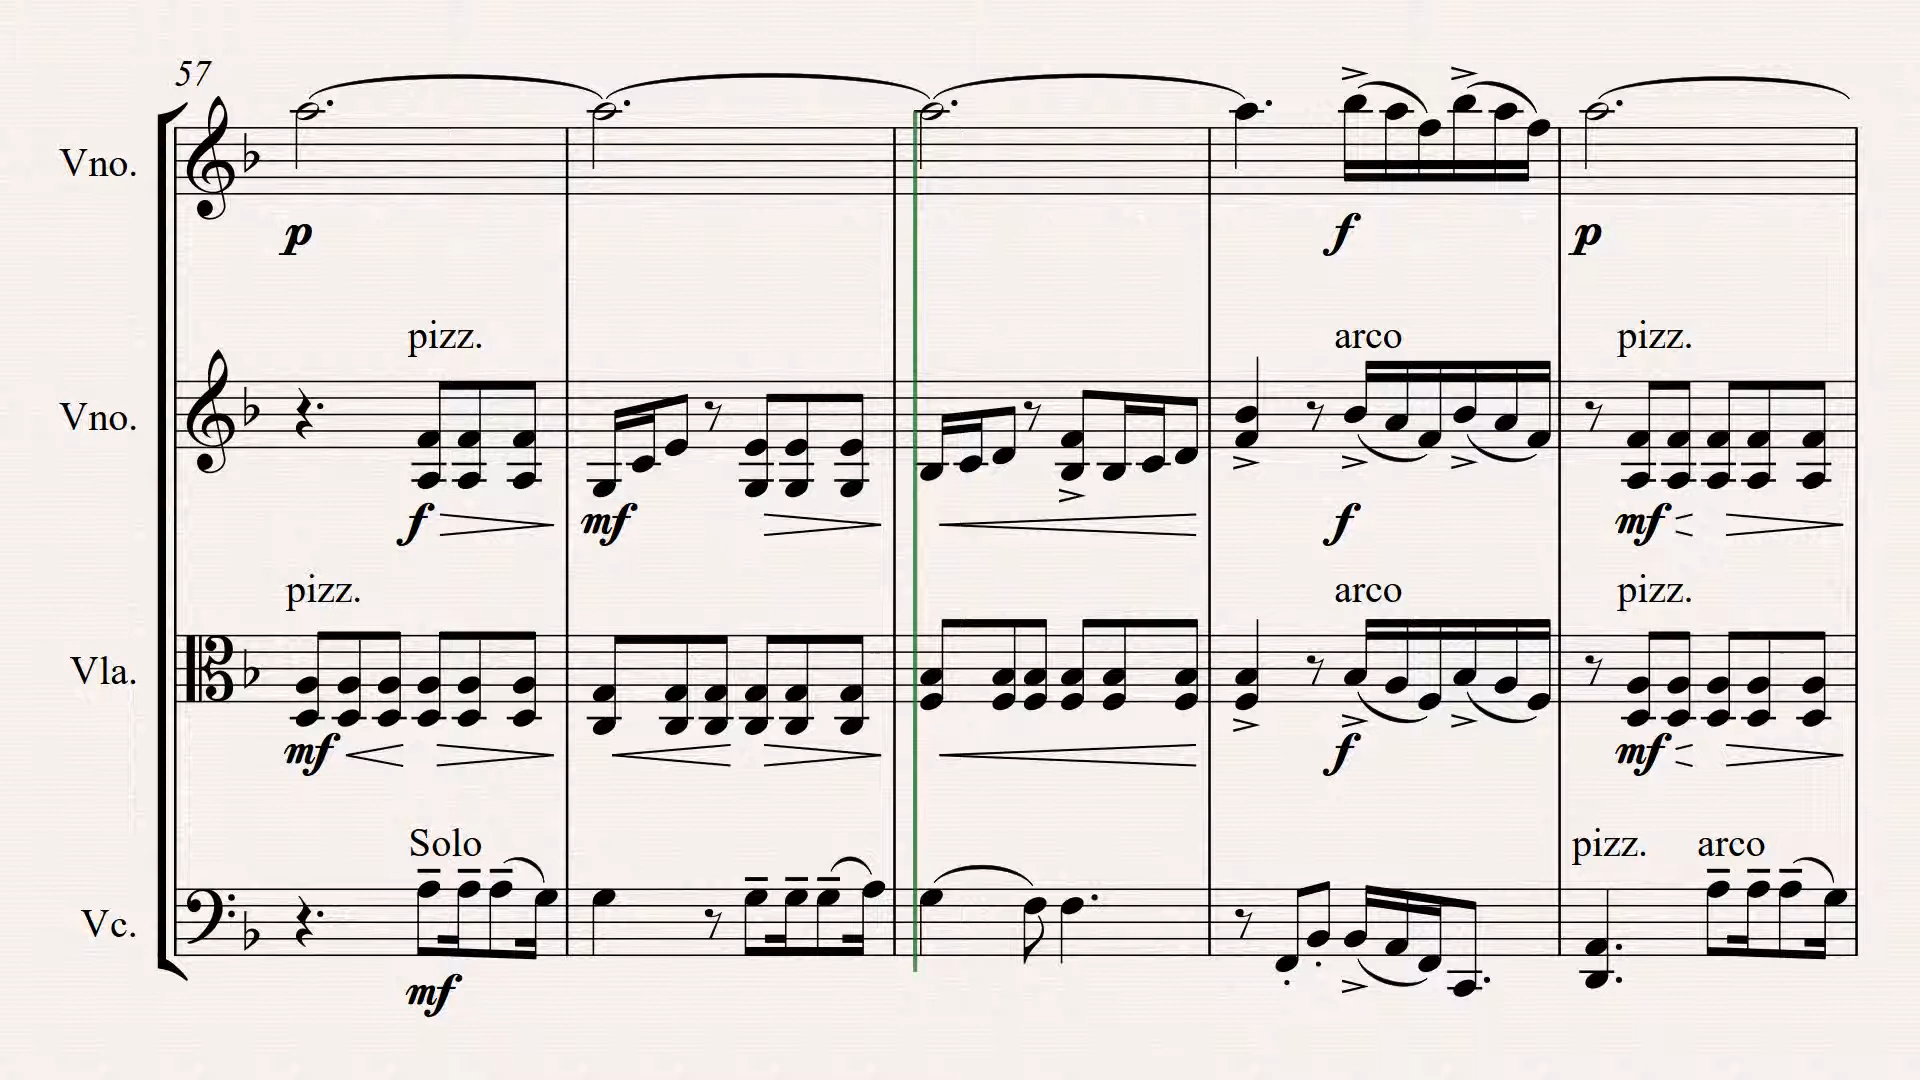 57
Vno.
p f p
pizz. arco pizz.
Vno.
f mf f mf
pizz. arco pizz.
Vla.
mf f mf
Solo pizz. arco
Vc.
mf